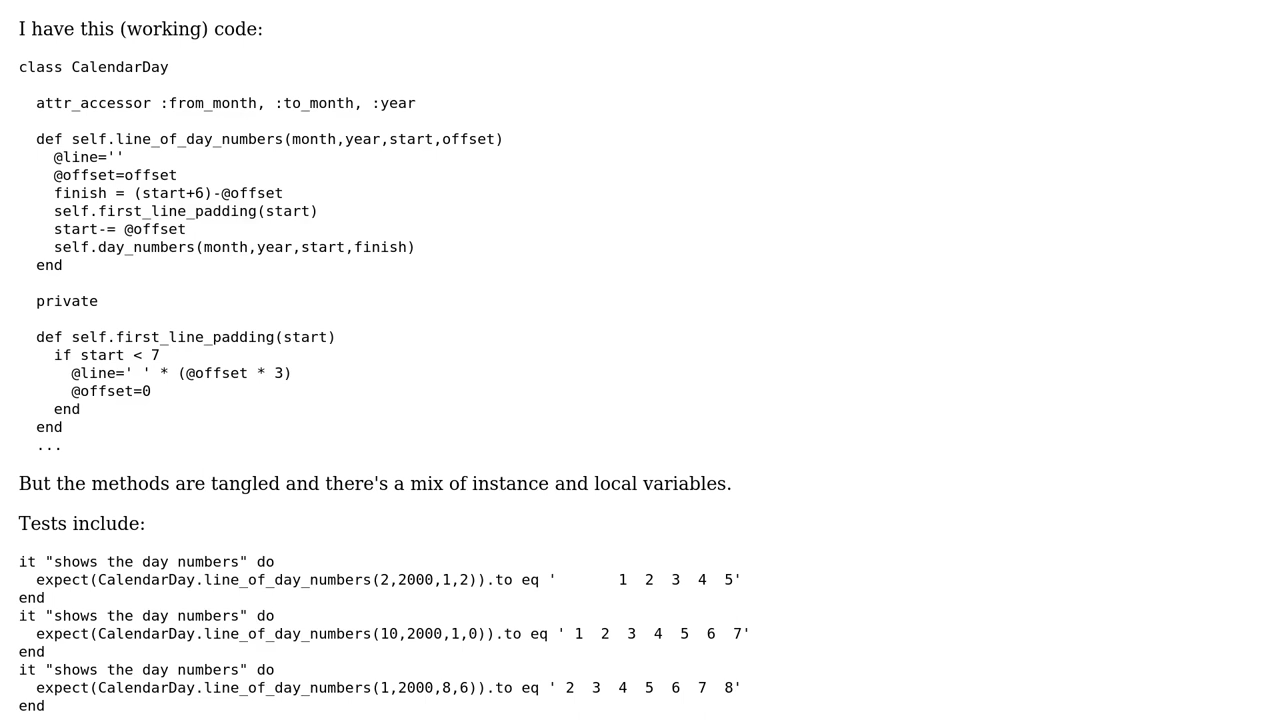 I have this (working) code:
class CalendarDay
  attr_accessor :from_month, :to_month, :year
  def self.line_of_day_numbers(month,year,start,offset)
    @line=''
    @offset=offset
    finish = (start+6)-@offset
    self.first_line_padding(start)
    start-= @offset
    self.day_numbers(month,year,start,finish)
  end
  private
  def self.first_line_padding(start)
    if start < 7
      @line=' ' * (@offset * 3)
      @offset=0
    end
  end
  ...
But the methods are tangled and there's a mix of instance and local variables.
Tests include:
it "shows the day numbers" do
  expect(CalendarDay.line_of_day_numbers(2,2000,1,2)).to eq '       1  2  3  4  5'
end
it "shows the day numbers" do
  expect(CalendarDay.line_of_day_numbers(10,2000,1,0)).to eq ' 1  2  3  4  5  6  7'
end
it "shows the day numbers" do
  expect(CalendarDay.line_of_day_numbers(1,2000,8,6)).to eq ' 2  3  4  5  6  7  8'
end